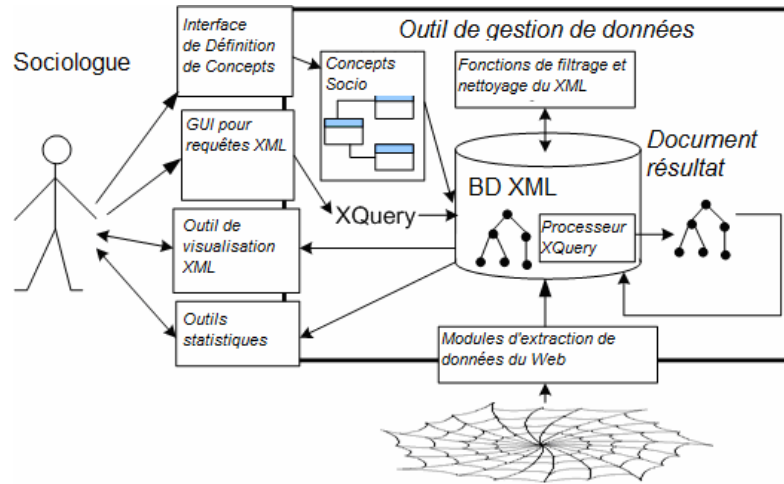 Outil de gestion de données
Sociologue
Interface
de Définition
de Concepts
Concepts
Socio
Fonctions de filtrage et
nettoyage du XML
GUI pour
requêtes XML
Document
résultat
BD XML
XQuery
Processeur
XQuery
Outil de
visualisation
XML
Outils
statistiques
Modules d'extraction de
données du Web